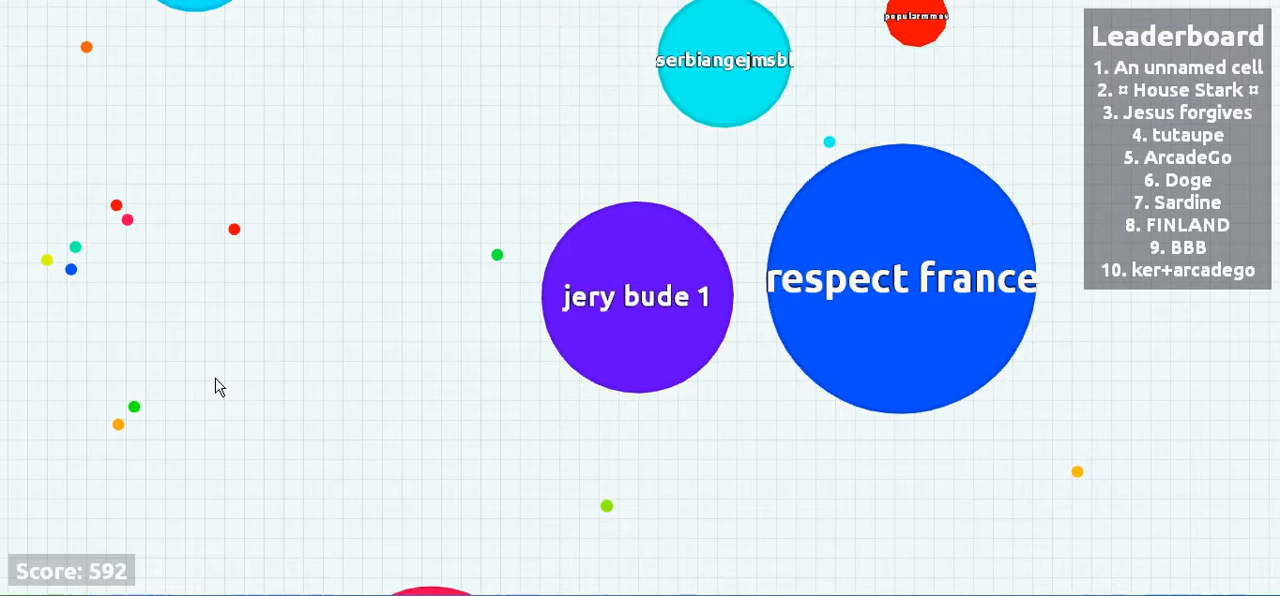 popularmmos
serbiangejmsbl
Leaderboard
1. An unnamed cell
2. ¤ House Stark ¤
3. Jesus forgives
4. tutaupe
5. ArcadeGo
6. Doge
7. Sardine
8. FINLAND
9. BBB
10. ker+arcadego
respect france
jery bude 1
Score: 592